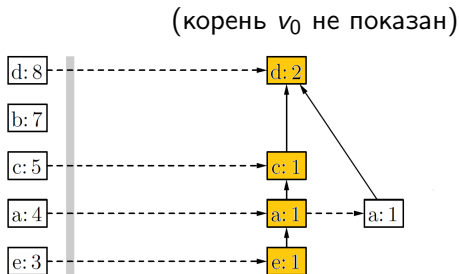 (корень v₀ не показан)
d: 8 d: 2
b: 7
c: 5 c: 1
a: 4 a: 1 a: 1
e: 3 e: 1